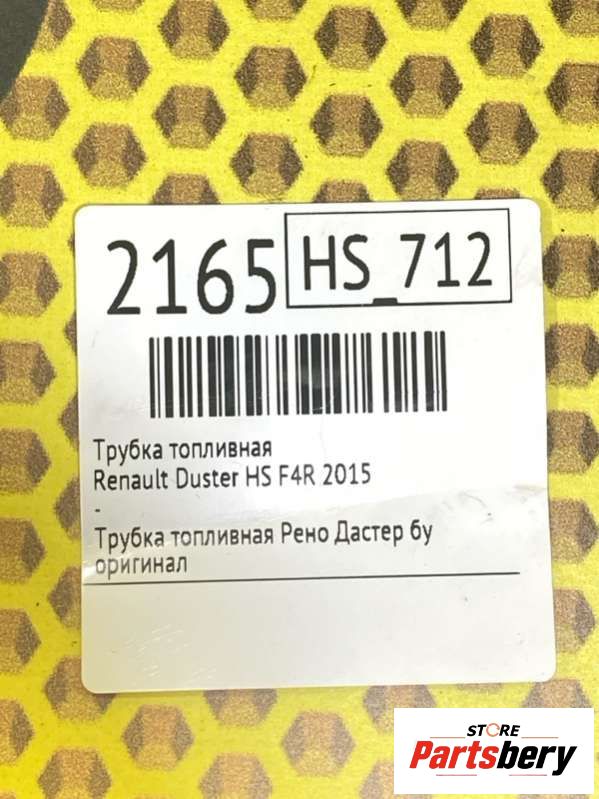 2165 HS_712
Трубка топливная
Renault Duster HS F4R 2015
-
Трубка топливная Рено Дастер бу
оригинал
STORE
Partsbery